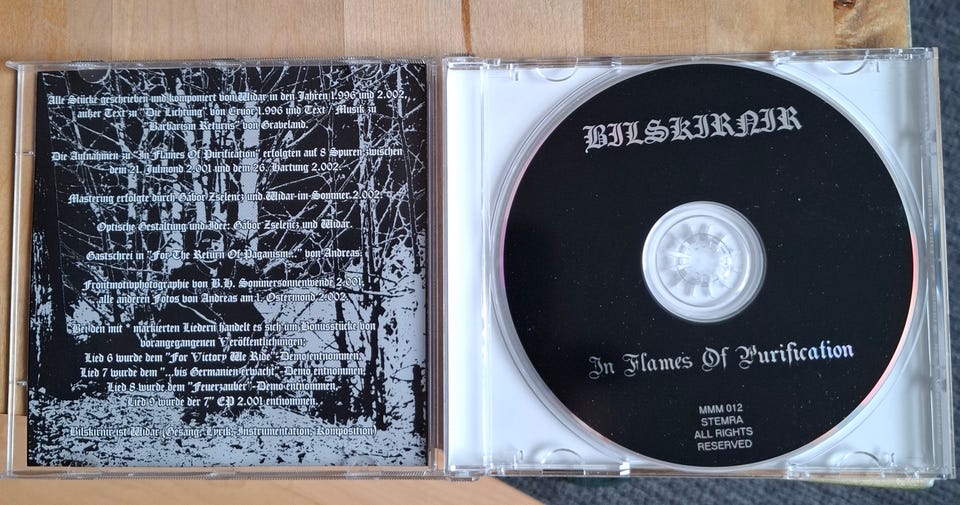 Alle Stücke geschrieben und komponiert von Widar in den Jahren 1.996 und 2.002,
außer Text zu "Die Lichtung" von Eruor 1.996 und Text / Musik zu
"Barbarism Returns" von Graveland.
Die Aufnahmen zu "In Flames Of Purification" erfolgten auf 8 Spuren zwischen
dem 21. Julmond 2.001 und dem 26. Hartung 2.002.
Mastering erfolgte durch Gabor Zselencz und Widar im Sommer 2.002.
Optische Gestaltung und Idee: Gabor Zselencz und Widar.
Gastschrei in "For The Return Of Paganism..." von Andreas.
Frontmotivphotographie von B.H. Sommersonnenwende 2.001,
alle anderen Fotos von Andreas am 1. Ostermond 2.002.
Bei den mit * markierten Liedern handelt es sich um Bonusstücke von
vorangegangenen Veröffentlichungen:
Lied 6 wurde dem "For Victory We Ride" -Demo entnommen.
Lied 7 wurde dem "...bis Germanien erwacht" -Demo entnommen.
Lied 8 wurde dem "Feuerzauber" -Demo entnommen.
Lied 9 wurde der 7" EP 2.001 entnommen.
Bilskirnir ist Widar (Gesang, Lyrik, Instrumentation, Komposition)
BILSKIRNIR
In Flames Of Purification
MMM 012
STEMRA
ALL RIGHTS
RESERVED